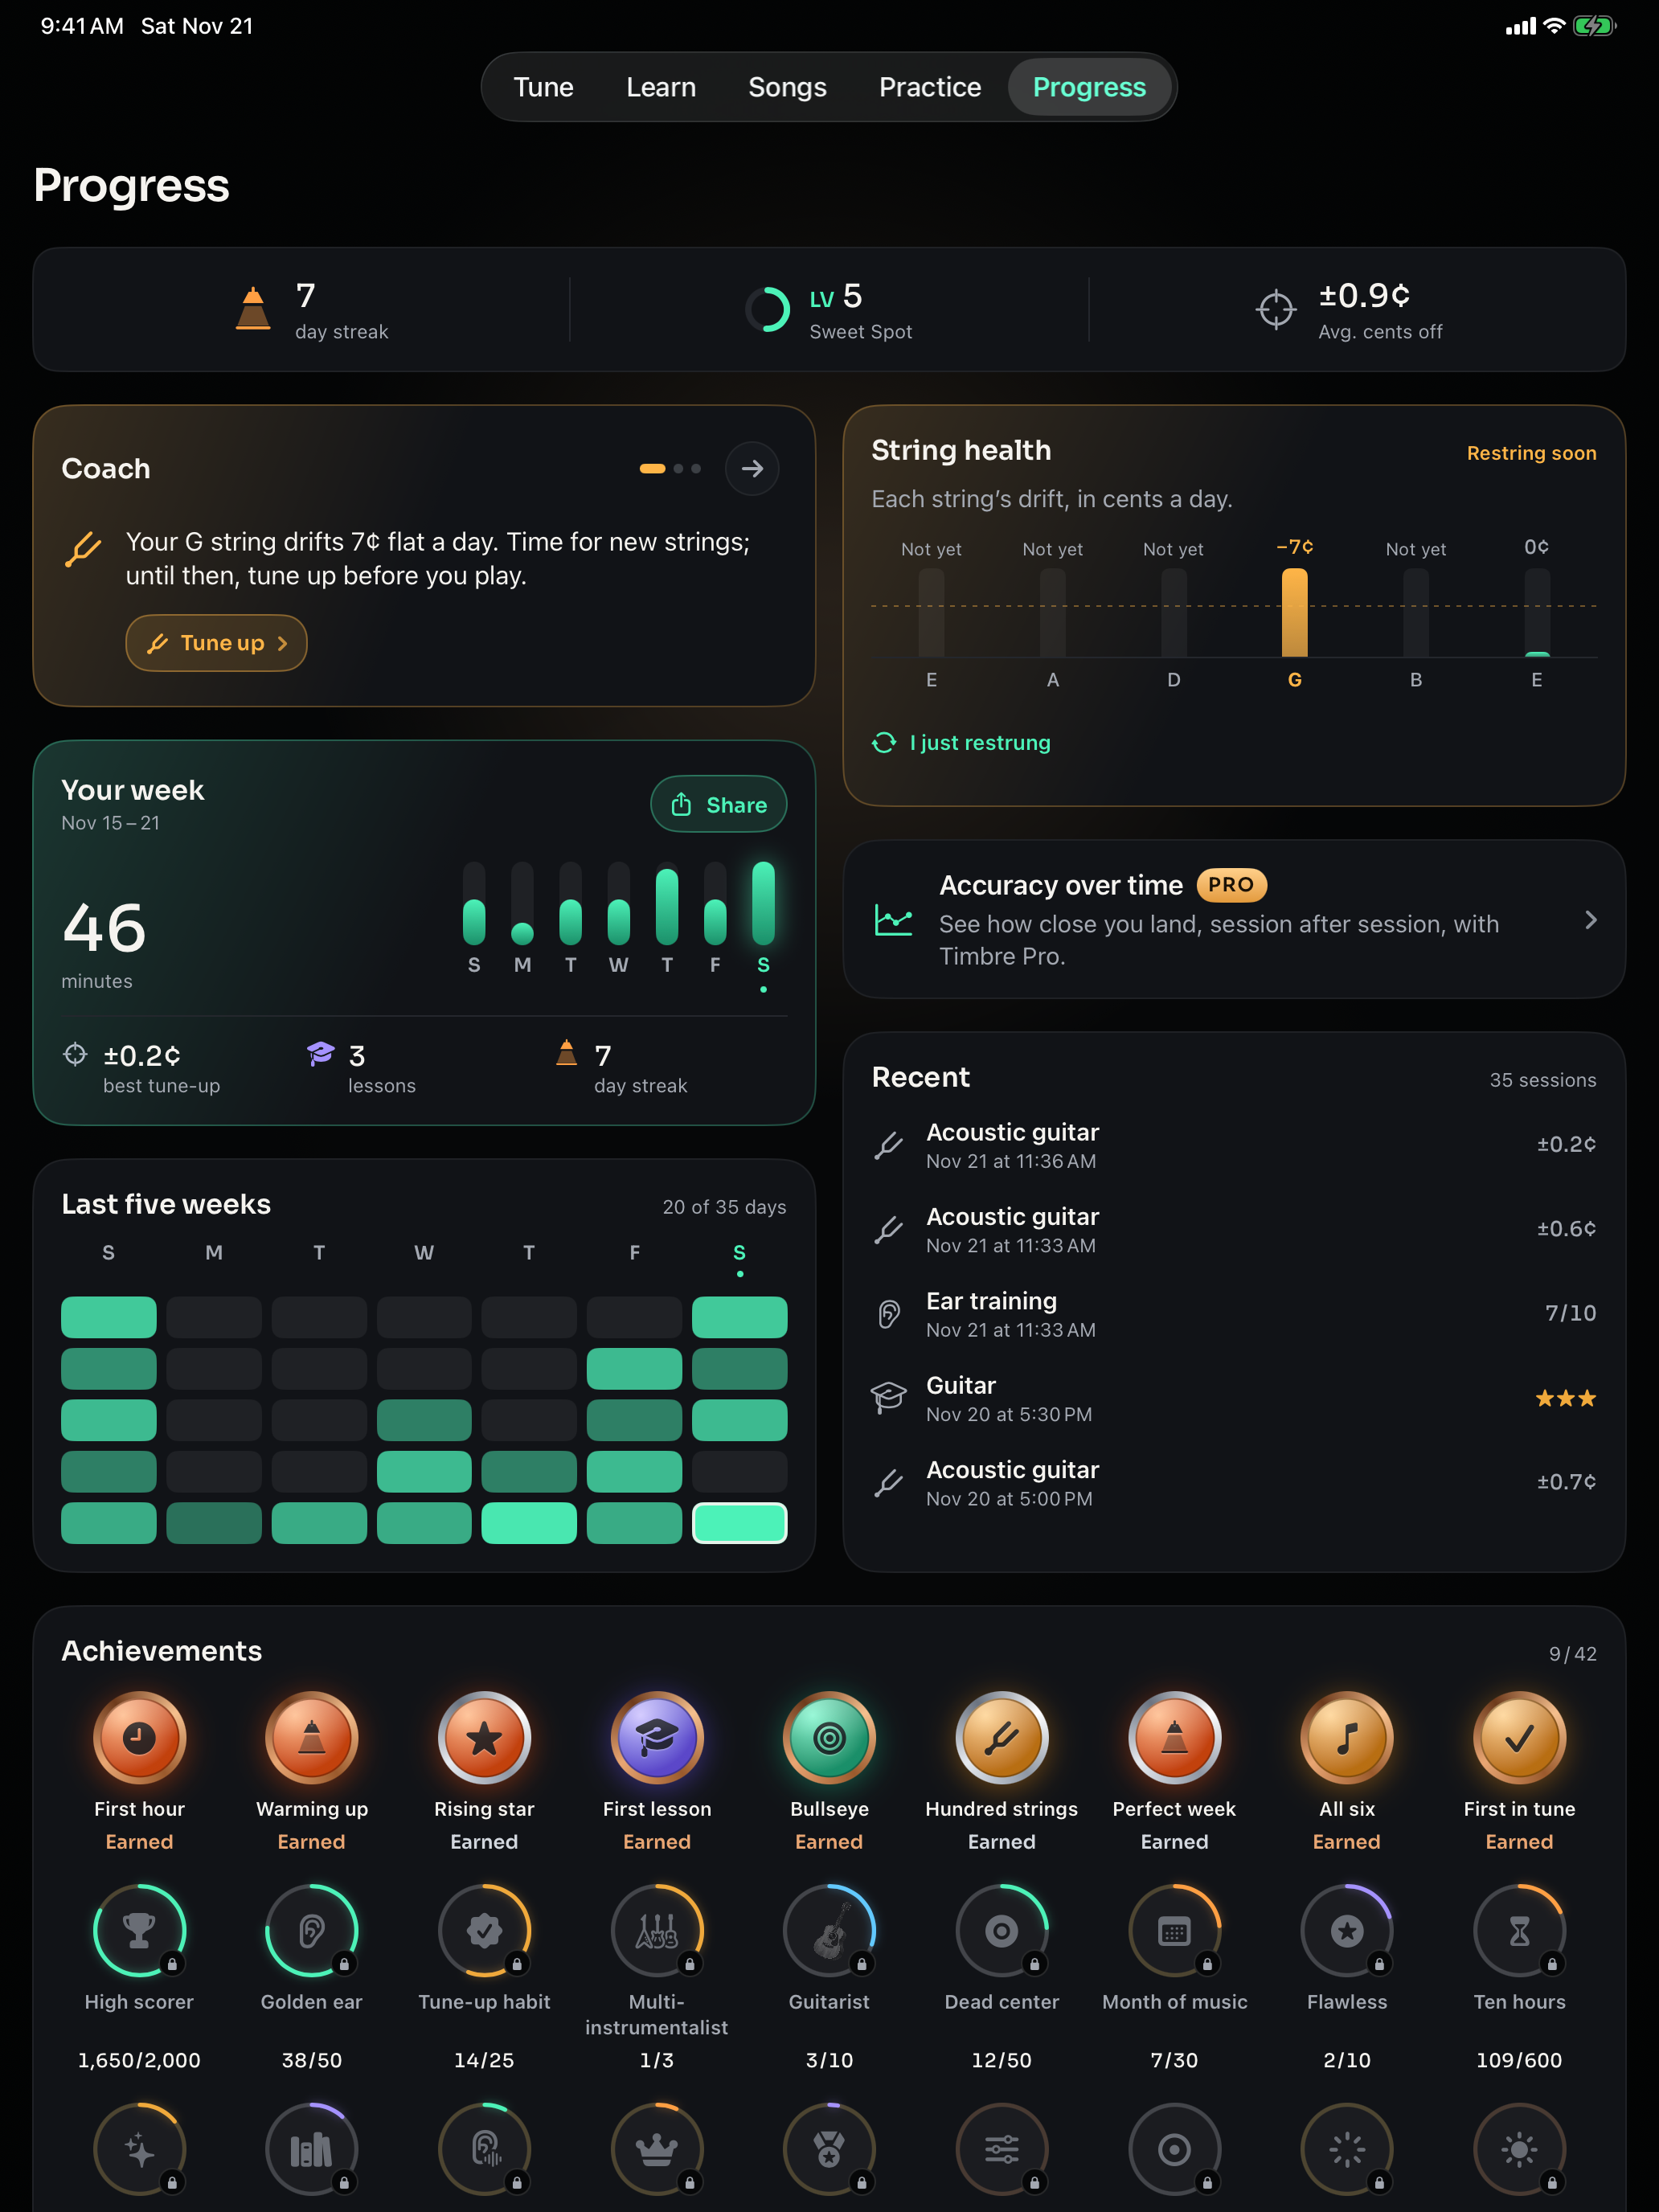 9:41 AM Sat Nov 21
Tune Learn Songs Practice Progress
Progress
7
day streak
LV 5
Sweet Spot
±0.9¢
Avg. cents off
Coach
Your G string drifts 7¢ flat a day. Time for new strings;
until then, tune up before you play.
Tune up
String health
Restring soon
Each string’s drift, in cents a day.
Not yet Not yet Not yet −7¢ Not yet 0¢
E A D G B E
I just restrung
Your week
Nov 15 – 21
Share
46
minutes
S M T W T F S
±0.2¢
best tune-up
3
lessons
7
day streak
Accuracy over time PRO
See how close you land, session after session, with
Timbre Pro.
Recent
35 sessions
Acoustic guitar
Nov 21 at 11:36 AM
±0.2¢
Acoustic guitar
Nov 21 at 11:33 AM
±0.6¢
Ear training
Nov 21 at 11:33 AM
7/10
Guitar
Nov 20 at 5:30 PM
Acoustic guitar
Nov 20 at 5:00 PM
±0.7¢
Last five weeks
20 of 35 days
S M T W T F S
Achievements
9/42
First hour Warming up Rising star First lesson Bullseye Hundred strings Perfect week All six First in tune
Earned Earned Earned Earned Earned Earned Earned Earned Earned
High scorer Golden ear Tune-up habit Multi- Guitarist Dead center Month of music Flawless Ten hours
instrumentalist
1,650/2,000 38/50 14/25 1/3 3/10 12/50 7/30 2/10 109/600